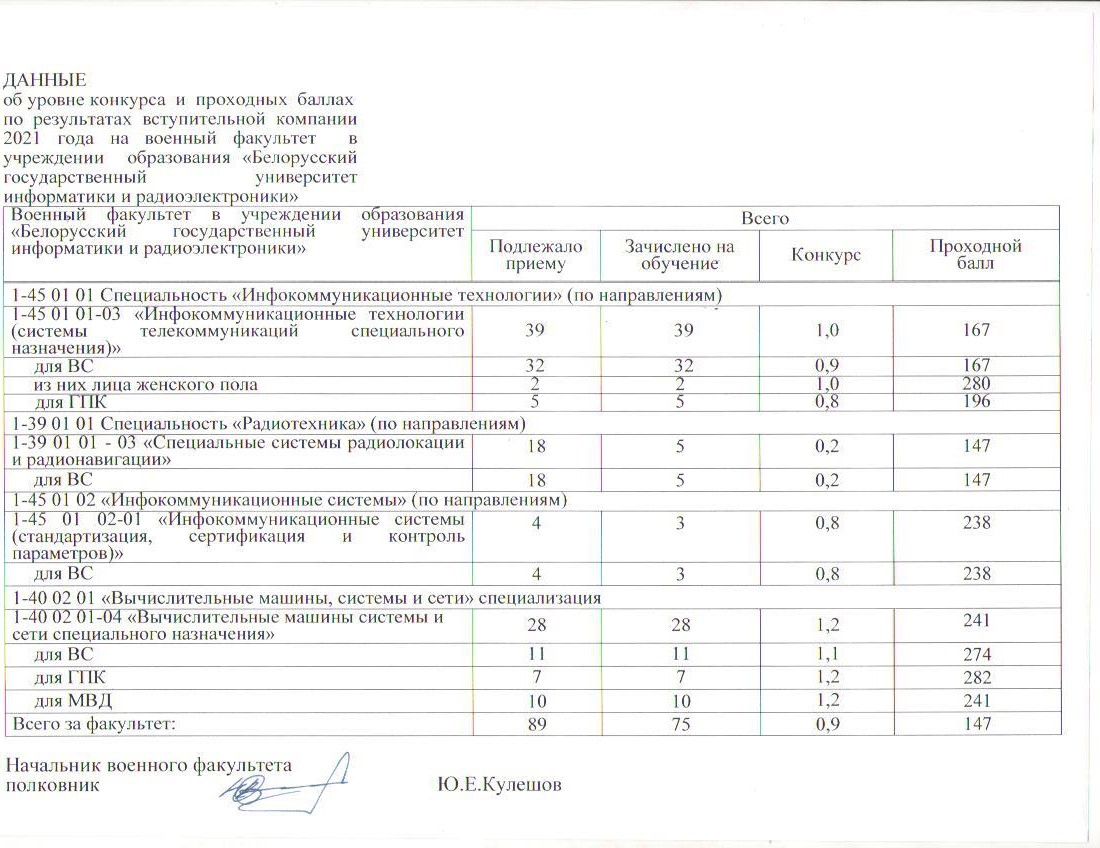 ДАННЫЕ
об уровне конкурса и проходных баллах
по результатах вступительной компании
2021 года на военный факультет в
учреждении образования «Белорусский
государственный университет
информатики и радиоэлектроники»
Военный факультет в учреждении образования
«Белорусский государственный университет
информатики и радиоэлектроники»
Всего
Подлежало
приему
Зачислено на
обучение
Конкурс
Проходной
балл
1-45 01 01 Специальность «Инфокоммуникационные технологии» (по направлениям)
1-45 01 01-03 «Инфокоммуникационные технологии
(системы телекоммуникаций специального
назначения)»
39 39 1,0 167
для ВС 32 32 0,9 167
из них лица женского пола 2 2 1,0 280
для ГПК 5 5 0,8 196
1-39 01 01 Специальность «Радиотехника» (по направлениям)
1-39 01 01 - 03 «Специальные системы радиолокации
и радионавигации»
18 5 0,2 147
для ВС 18 5 0,2 147
1-45 01 02 «Инфокоммуникационные системы» (по направлениям)
1-45 01 02-01 «Инфокоммуникационные системы
(стандартизация, сертификация и контроль
параметров)»
4 3 0,8 238
для ВС 4 3 0,8 238
1-40 02 01 «Вычислительные машины, системы и сети» специализация
1-40 02 01-04 «Вычислительные машины системы и
сети специального назначения»
28 28 1,2 241
для ВС 11 11 1,1 274
для ГПК 7 7 1,2 282
для МВД 10 10 1,2 241
Всего за факультет: 89 75 0,9 147
Начальник военного факультета
полковник Ю.Е.Кулешов